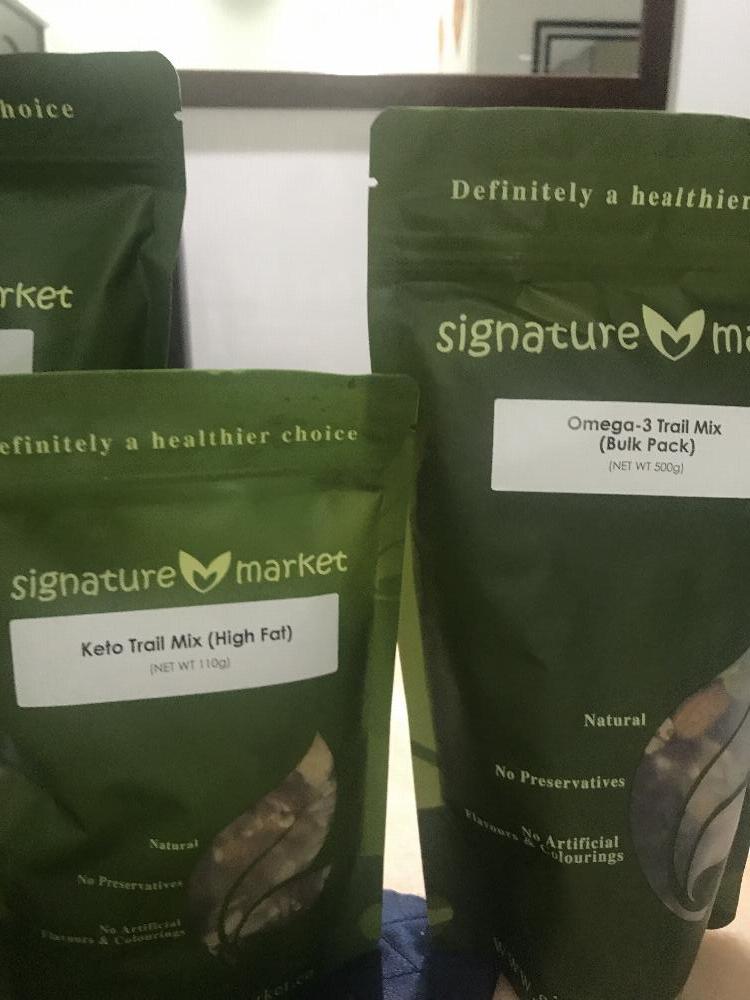 hoice
rket
Definitely a healthier
signature ma
Omega-3 Trail Mix
(Bulk Pack)
(NET WT 500g)
Natural
No Preservatives
No Artificial
Flavours & Colourings
efinitely a healthier choice
signature market
Keto Trail Mix (High Fat)
(NET WT 110g)
Natural
No Preservatives
No Artificial
Flavours & Colourings